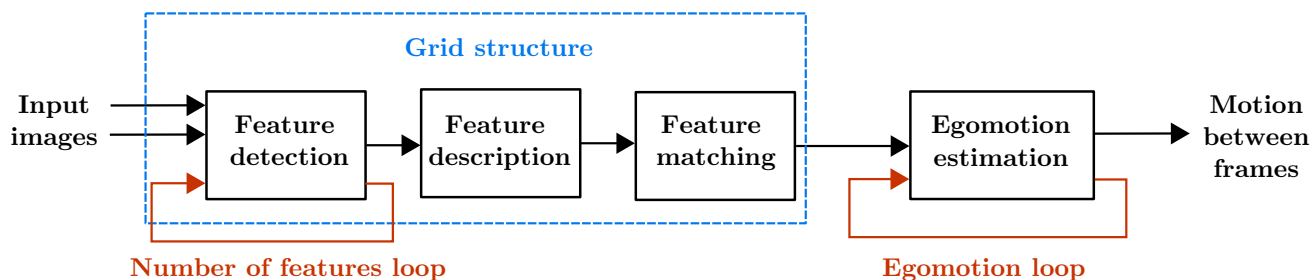 Grid structure
Input
images
Feature
detection
Feature
description
Feature
matching
Egomotion
estimation
Motion
between
frames
Number of features loop
Egomotion loop